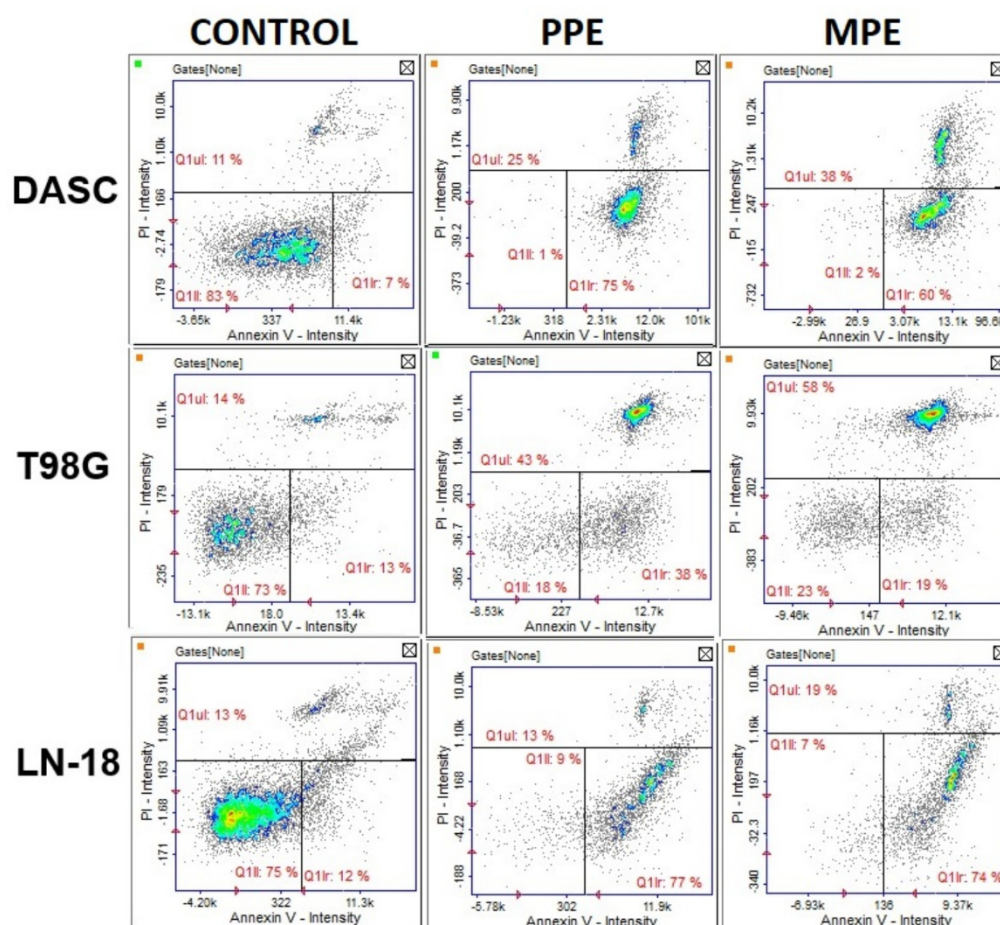 CONTROL PPE MPE
DASC
Gates[None]
10.0k
1.10k
166
-2.74
-179
PI - Intensity
Q1ul: 11 %
Q1ll: 83 %
Q1lr: 7 %
-3.65k 337 11.4k
Annexin V - Intensity
Gates[None]
9.90k
1.17k
200
-39.2
-373
PI - Intensity
Q1ul: 25 %
Q1ll: 1 %
Q1lr: 75 %
-1.23k 318 2.31k 12.0k 101k
Annexin V - Intensity
Gates[None]
10.2k
1.31k
247
-115
-732
PI - Intensity
Q1ul: 38 %
Q1ll: 2 %
Q1lr: 60 %
-2.99k 26.9 3.07k 13.1k 96.6k
Annexin V - Intensity
T98G
Gates[None]
10.1k
179
-235
PI - Intensity
Q1ul: 14 %
Q1ll: 73 %
Q1lr: 13 %
-13.1k 18.0 13.4k
Annexin V - Intensity
Gates[None]
10.1k
1.19k
203
-36.7
-365
PI - Intensity
Q1ul: 43 %
Q1ll: 18 %
Q1lr: 38 %
-8.53k 227 12.7k
Annexin V - Intensity
Gates[None]
9.93k
202
-383
PI - Intensity
Q1ul: 58 %
Q1ll: 23 %
Q1lr: 19 %
-9.46k 147 12.1k
Annexin V - Intensity
LN-18
Gates[None]
9.91k
1.09k
163
-1.68
-171
PI - Intensity
Q1ul: 13 %
Q1ll: 75 %
Q1lr: 12 %
-4.20k 322 11.3k
Annexin V - Intensity
Gates[None]
10.0k
1.10k
168
-4.22
-188
PI - Intensity
Q1ul: 13 %
Q1ll: 9 %
Q1lr: 77 %
-5.78k 302 11.9k
Annexin V - Intensity
Gates[None]
10.0k
1.16k
197
-32.3
-340
PI - Intensity
Q1ul: 19 %
Q1ll: 7 %
Q1lr: 74 %
-6.93k 136 9.37k
Annexin V - Intensity